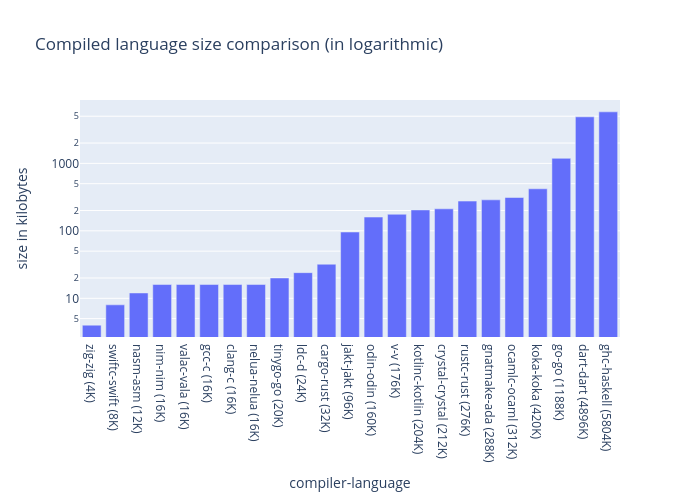 Compiled language size comparison (in logarithmic)
5
2
1000
5
2
100
5
2
10
5
size in kilobytes
zig-zig (4K)
swiftc-swift (8K)
nasm-asm (12K)
nim-nim (16K)
valac-vala (16K)
gcc-c (16K)
clang-c (16K)
nelua-nelua (16K)
tinygo-go (20K)
ldc-d (24K)
cargo-rust (32K)
jakt-jakt (96K)
odin-odin (160K)
v-v (176K)
kotlinc-kotlin (204K)
crystal-crystal (212K)
rustc-rust (276K)
gnatmake-ada (288K)
ocamlc-ocaml (312K)
koka-koka (420K)
go-go (1188K)
dart-dart (4896K)
ghc-haskell (5804K)
compiler-language